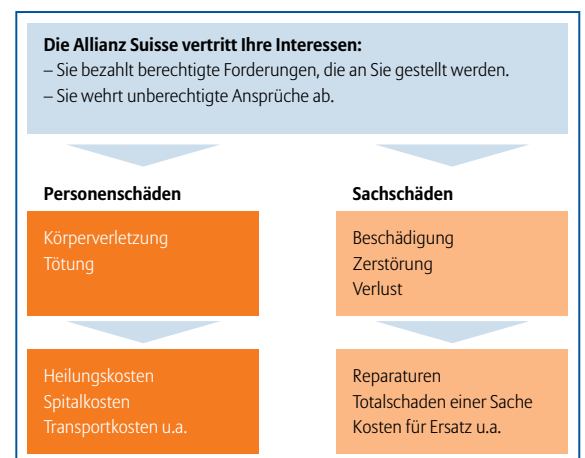 Die Allianz Suisse vertritt Ihre Interessen:
– Sie bezahlt berechtigte Forderungen, die an Sie gestellt werden.
– Sie wehrt unberechtigte Ansprüche ab.
Personenschäden
Körperverletzung
Tötung
Heilungskosten
Spitalkosten
Transportkosten u.a.
Sachschäden
Beschädigung
Zerstörung
Verlust
Reparaturen
Totalschaden einer Sache
Kosten für Ersatz u.a.